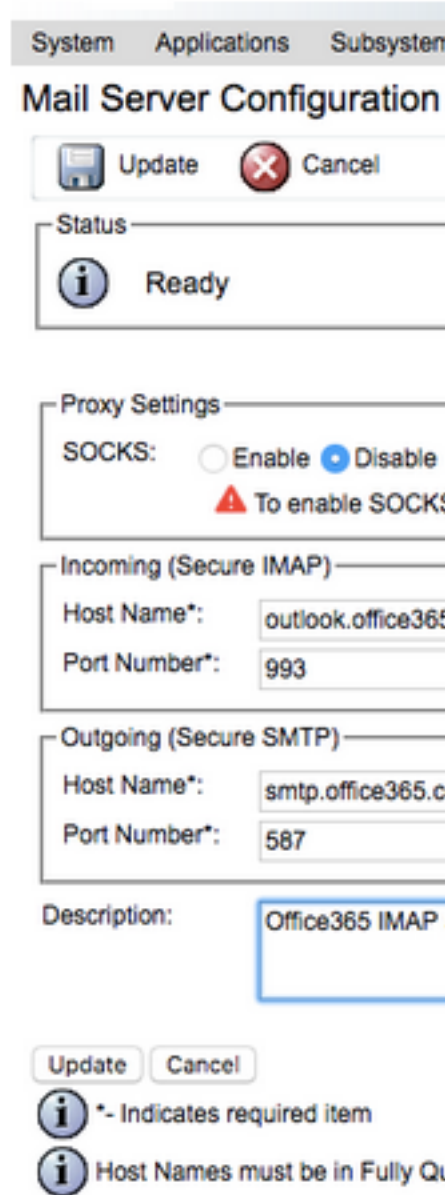 System Applications Subsystem
Mail Server Configuration
Update Cancel
Status
Ready
Proxy Settings
SOCKS: Enable Disable
To enable SOCKS
Incoming (Secure IMAP)
Host Name*: outlook.office365
Port Number*: 993
Outgoing (Secure SMTP)
Host Name*: smtp.office365.c
Port Number*: 587
Description: Office365 IMAP
Update Cancel
*- Indicates required item
Host Names must be in Fully Qu